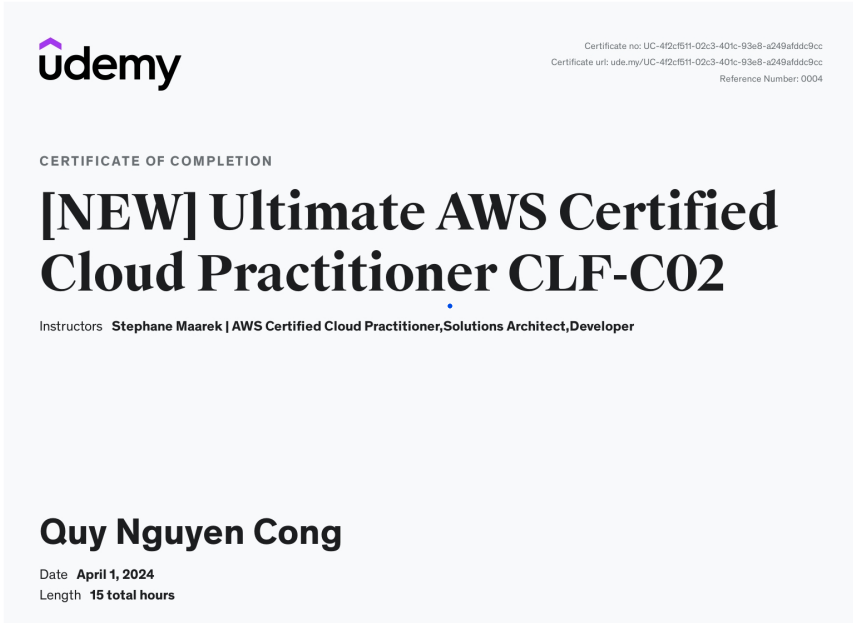 udemy
Certificate no: UC-4f2cf511-02c3-401c-93e8-a249afddc9cc
Certificate url: ude.my/UC-4f2cf511-02c3-401c-93e8-a249afddc9cc
Reference Number: 0004
CERTIFICATE OF COMPLETION
[NEW] Ultimate AWS Certified
Cloud Practitioner CLF-C02
Instructors Stephane Maarek | AWS Certified Cloud Practitioner,Solutions Architect,Developer
Quy Nguyen Cong
Date April 1, 2024
Length 15 total hours